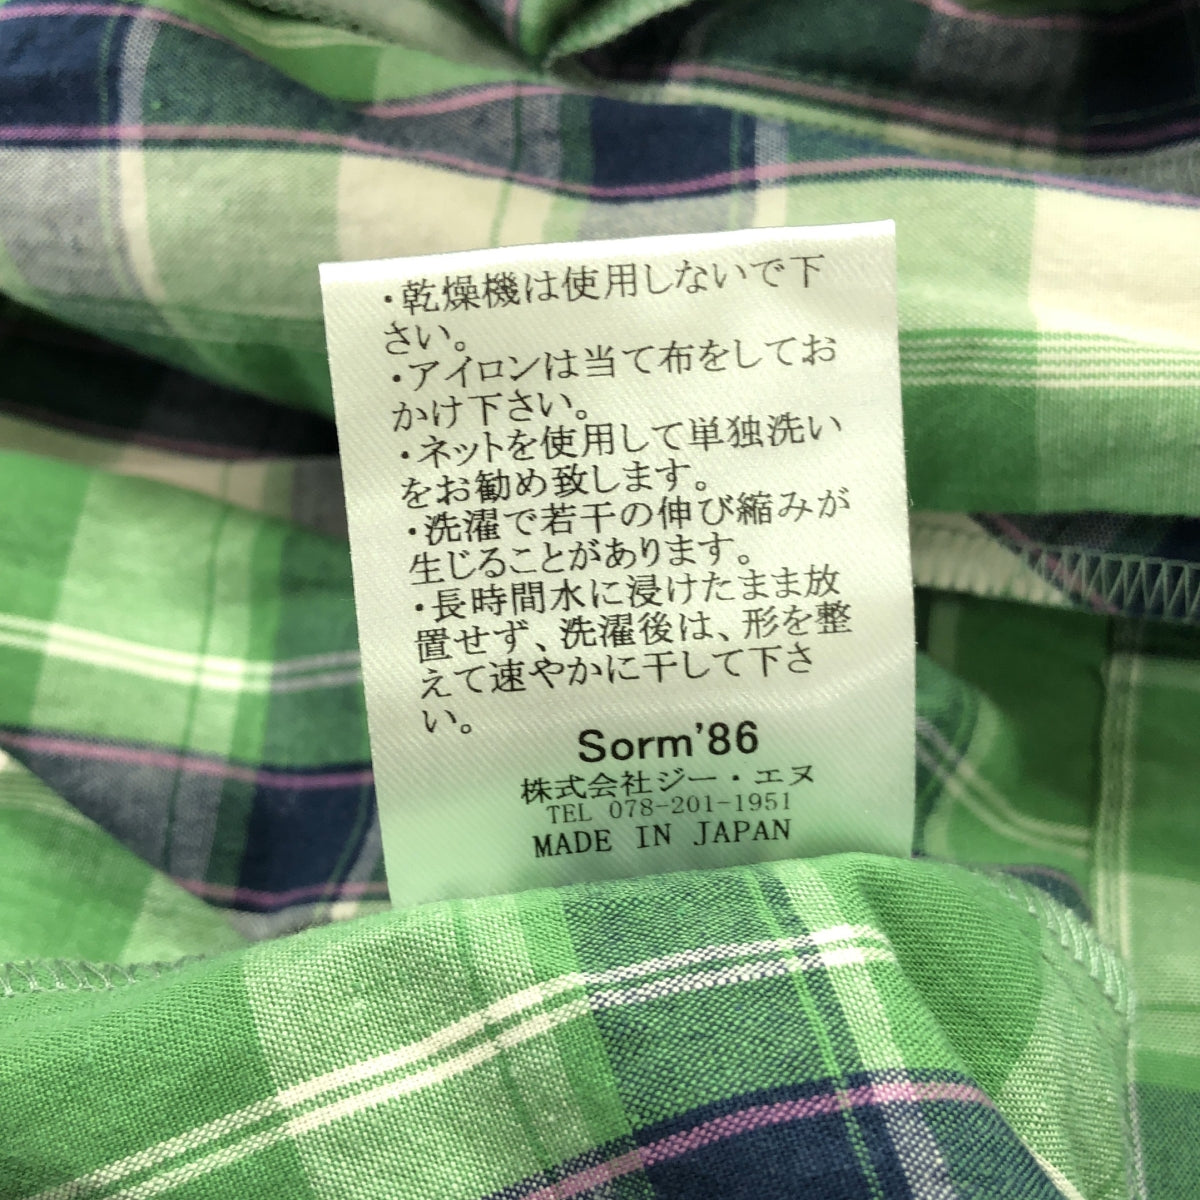 ・乾燥機は使用しないで下
さい。
・アイロンは当て布をしてお
かけ下さい。
・ネットを使用して単独洗い
をお勧め致します。
・洗濯で若干の伸び縮みが
生じることがあります。
・長時間水に浸けたまま放
置せず、洗濯後は、形を整
えて速やかに干して下さ
い。
Sorm'86
株式会社ジー・エヌ
TEL 078-201-1951
MADE IN JAPAN